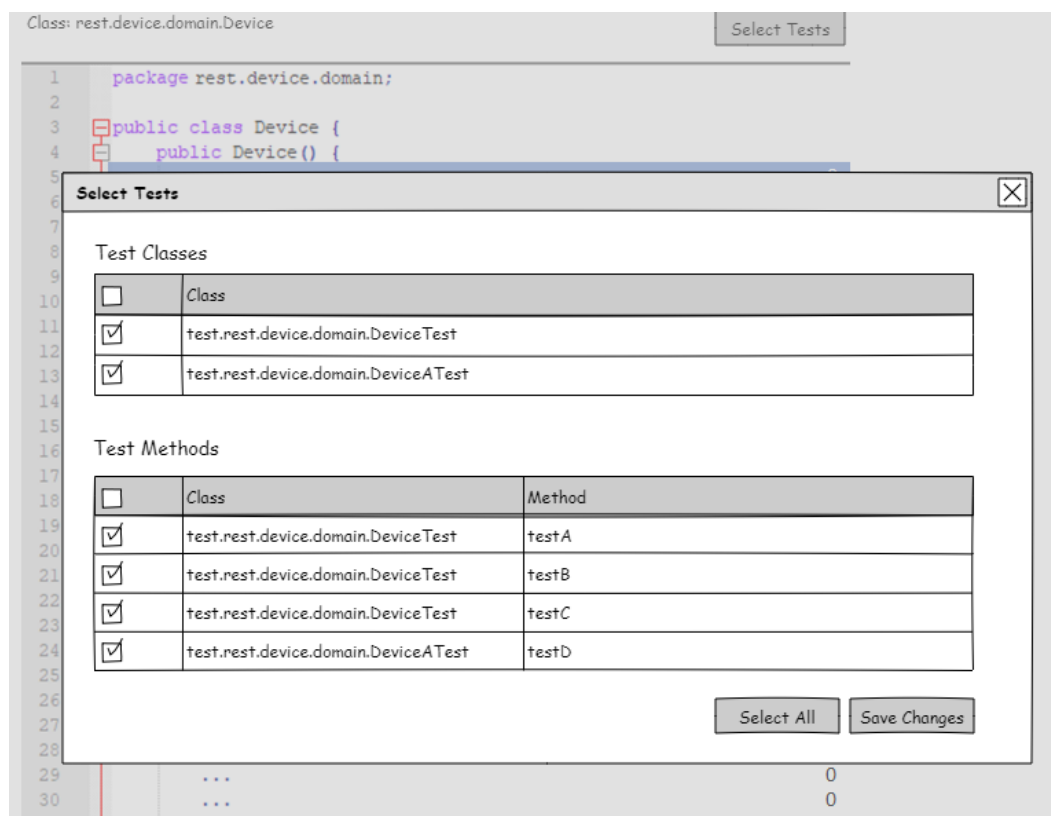 Class: rest.device.domain.Device
Select Tests
1 package rest.device.domain;
2
3 public class Device {
4 public Device() {
5
6
7
8
9
10
11
12
13
14
15
16
17
18
19
20
21
22
23
24
25
26
27
28
29 ... 0
30 ... 0
Select Tests
Test Classes
Class
test.rest.device.domain.DeviceTest
test.rest.device.domain.DeviceATest
Test Methods
Class Method
test.rest.device.domain.DeviceTest testA
test.rest.device.domain.DeviceTest testB
test.rest.device.domain.DeviceTest testC
test.rest.device.domain.DeviceATest testD
Select All Save Changes